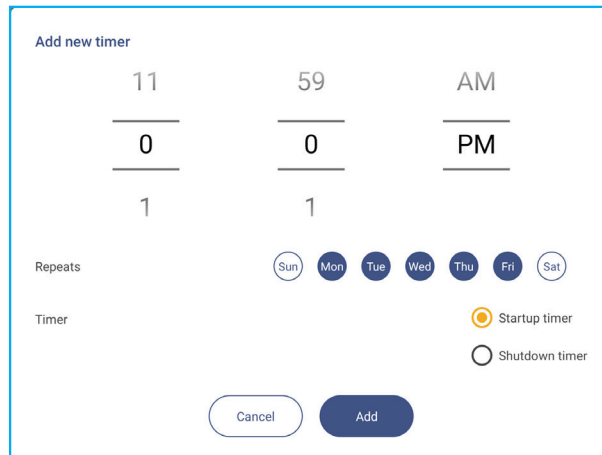 Add new timer
11 59 AM
0 0 PM
1 1
Repeats Sun Mon Tue Wed Thu Fri Sat
Timer Startup timer
Shutdown timer
Cancel Add